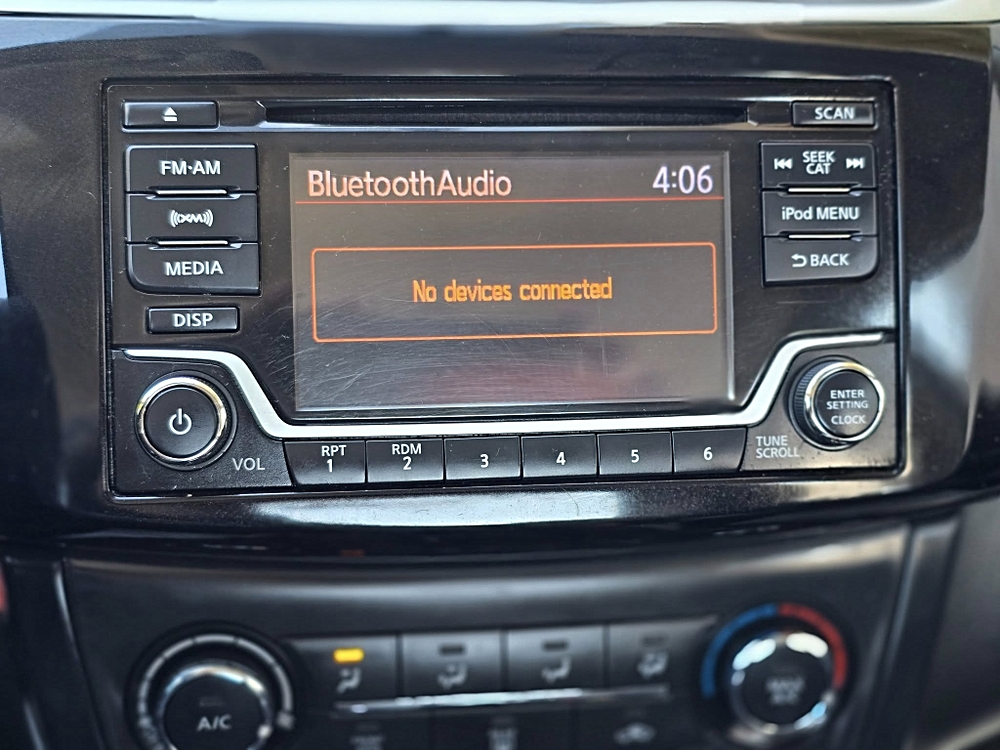 SCAN
FM·AM
XM
MEDIA
DISP
BluetoothAudio 4:06
No devices connected
SEEK
CAT
iPod MENU
BACK
VOL
RPT
1
RDM
2
3
4
5
6
TUNE
SCROLL
ENTER
SETTING
CLOCK
A/C